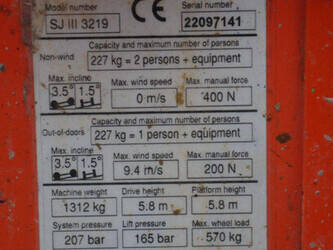 Model number Serial number
SJ III 3219 CE 22097141
Capacity and maximum number of persons
Non-wind 227 kg = 2 persons + equipment
Max. incline Max. wind speed Max. manual force
3.5° 1.5° 0 m/s 400 N
Capacity and maximum number of persons
Out-of-doors 227 kg = 1 person + equipment
Max. incline Max. wind speed Max. manual force
3.5° 1.5° 9.4 m/s 200 N
Machine weight Drive height Platform height
1312 kg 5.8 m 5.8 m
System pressure Lift pressure Max. wheel load
207 bar 165 bar 570 kg